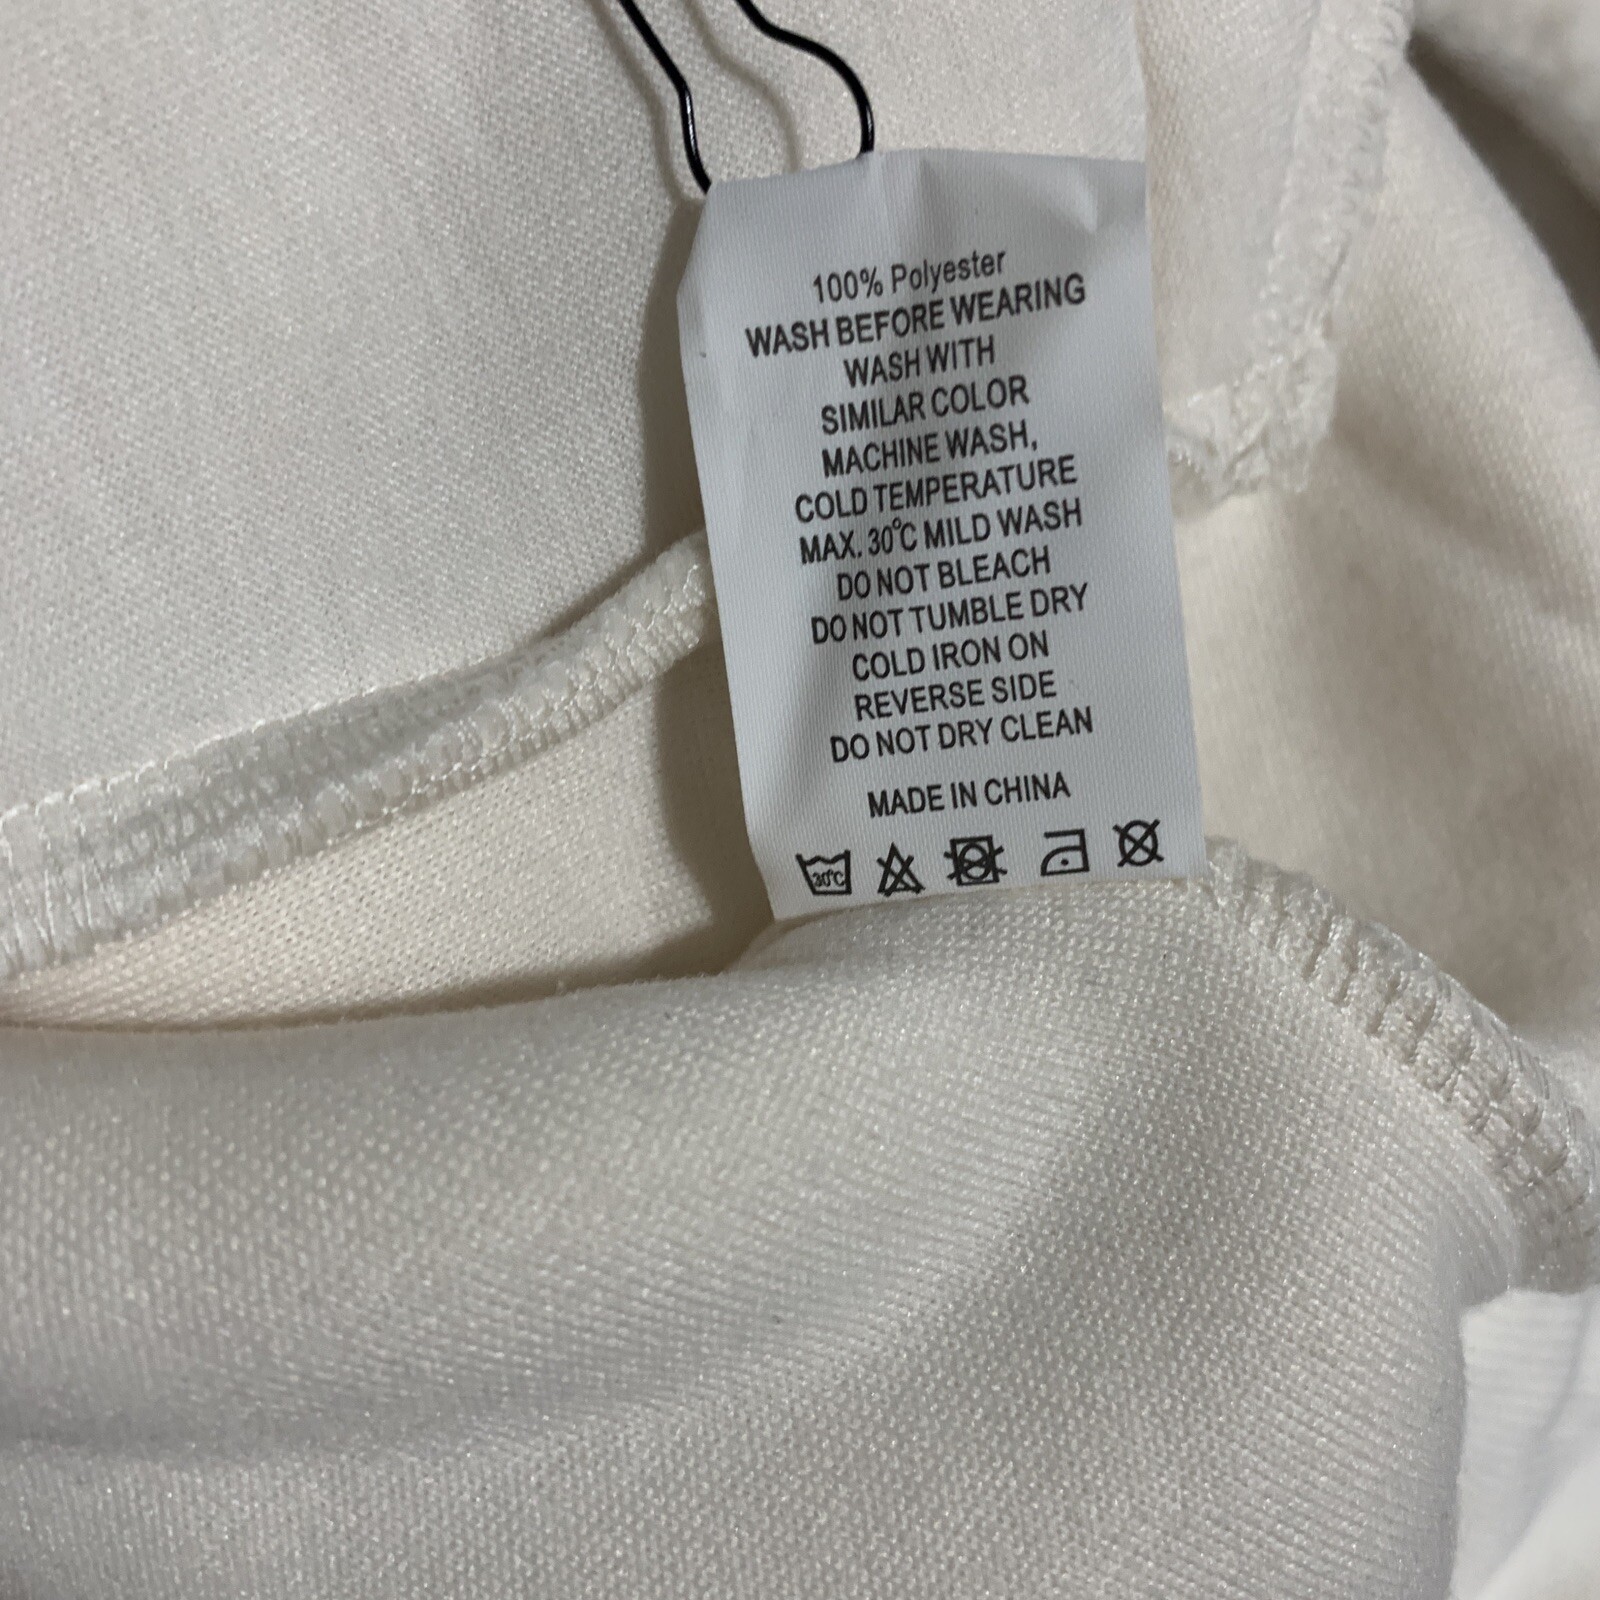 100% Polyester
WASH BEFORE WEARING
WASH WITH
SIMILAR COLOR
MACHINE WASH,
COLD TEMPERATURE
MAX. 30°C MILD WASH
DO NOT BLEACH
DO NOT TUMBLE DRY
COLD IRON ON
REVERSE SIDE
DO NOT DRY CLEAN
MADE IN CHINA
30°C